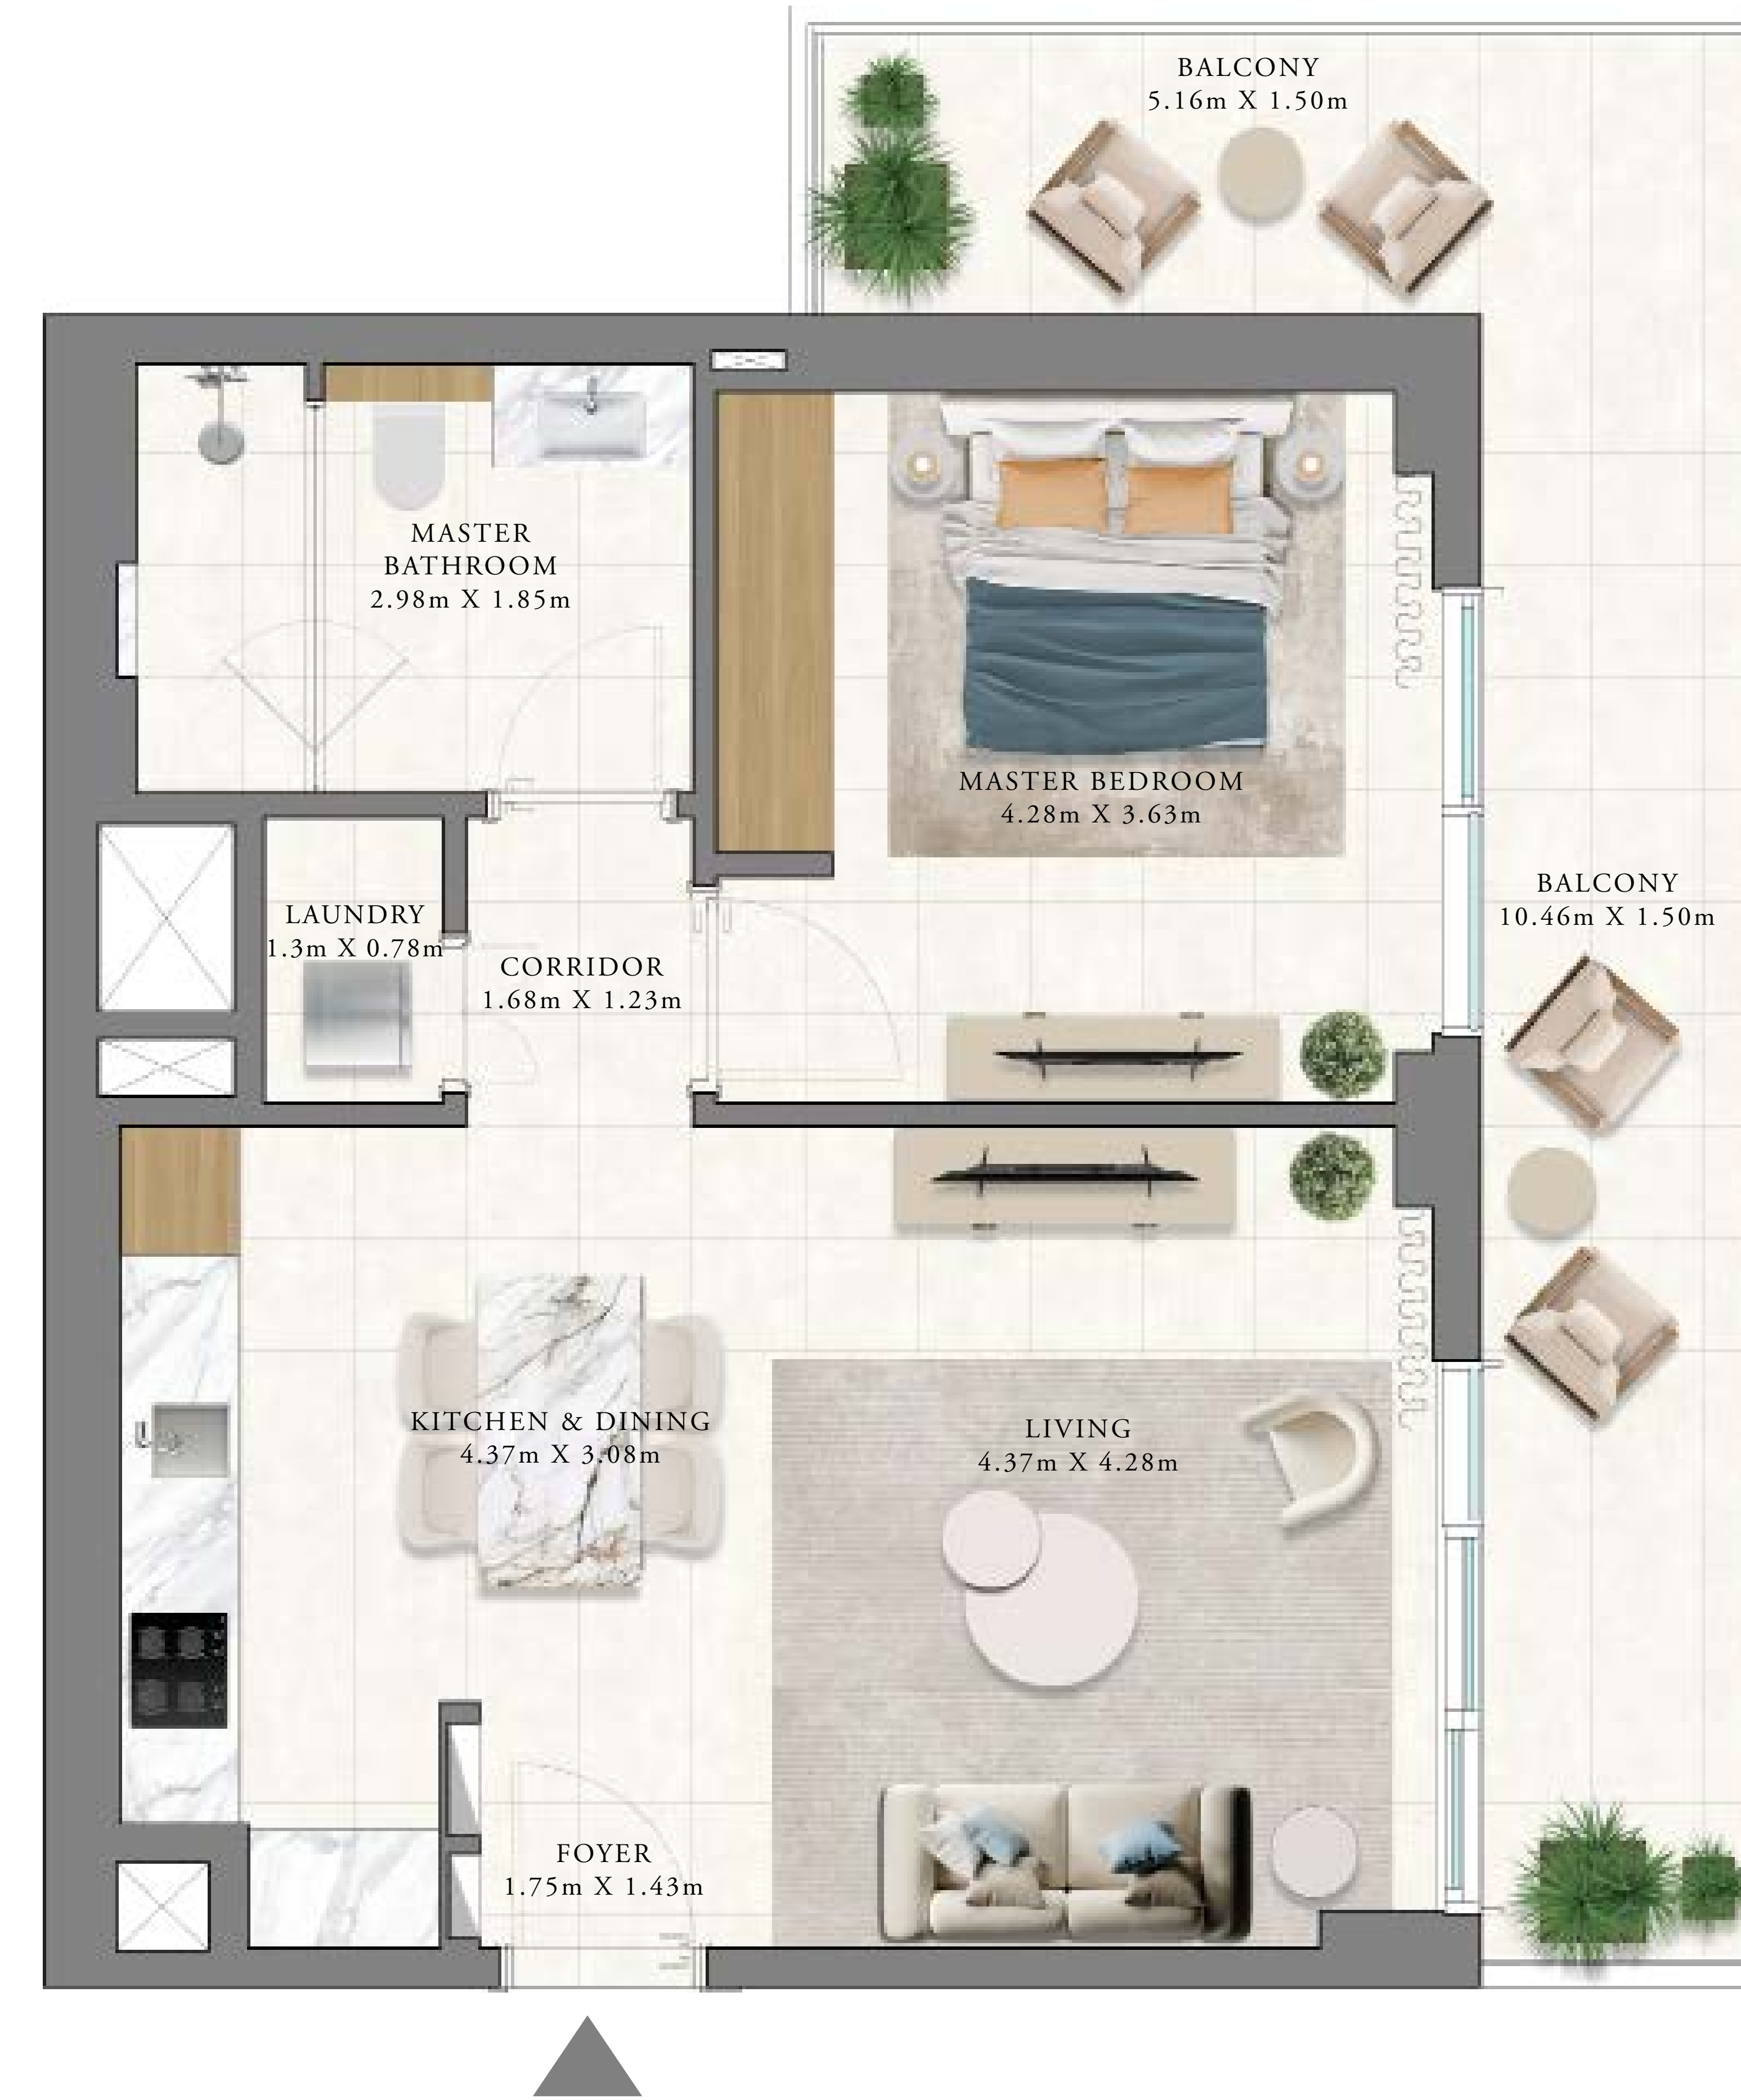 BALCONY
5.16m X 1.50m
MASTER
BATHROOM
2.98m X 1.85m
MASTER BEDROOM
4.28m X 3.63m
BALCONY
10.46m X 1.50m
LAUNDRY
1.3m X 0.78m
CORRIDOR
1.68m X 1.23m
KITCHEN & DINING
4.37m X 3.08m
LIVING
4.37m X 4.28m
FOYER
1.75m X 1.43m